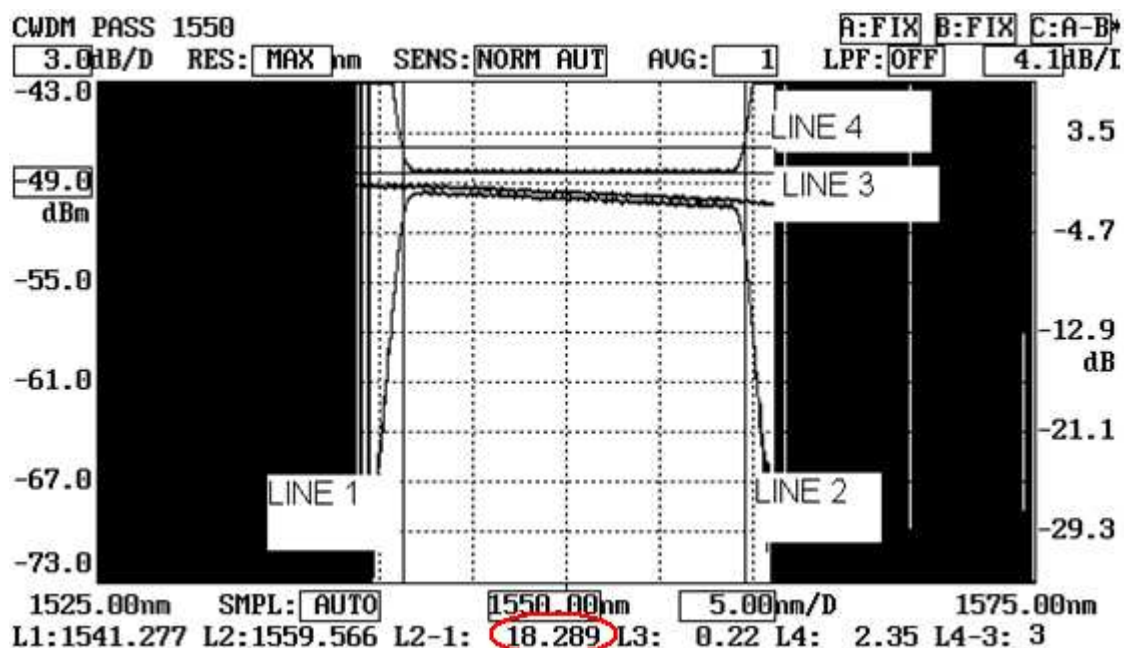 CWDM PASS 1550 A:FIX B:FIX C:A-B*
3.0dB/D RES: MAX nm SENS: NORM AUT AVG: 1 LPF: OFF 4.1dB/
-43.0
LINE 4 3.5
-49.0 LINE 3
dBm
-4.7
-55.0
-12.9
dB
-61.0
-21.1
-67.0 LINE 1 LINE 2
-29.3
-73.0
1525.00nm SMPL: AUTO 1550.00nm 5.00nm/D 1575.00nm
L1:1541.277 L2:1559.566 L2-1: 18.289 L3: 0.22 L4: 2.35 L4-3: 3